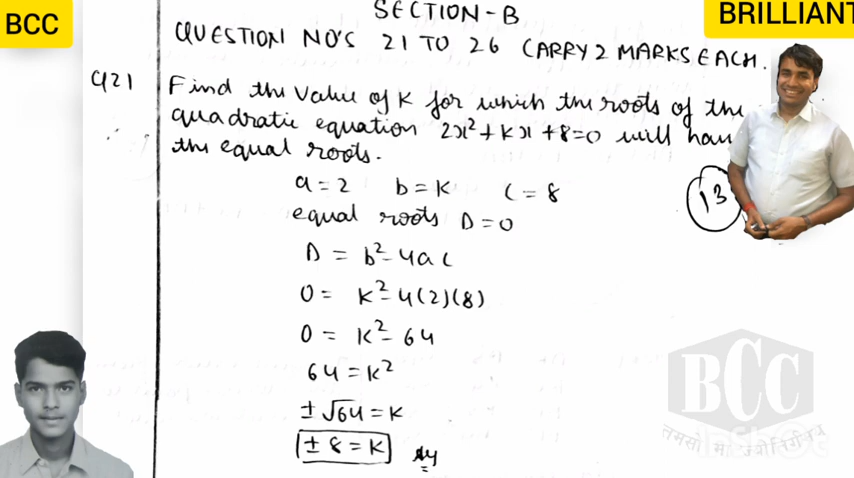 BCC
BRILLIANT
SECTION-B
QUESTION NO'S 21 TO 26 CARRY 2 MARKS EACH.
Q21 Find the value of K for which the roots of the
quadratic equation 2x²+Kx+8=0 will hav
the equal roots.
a=2 b=K C=8
13
equal roots D=0
D = b²-4ac
0 = K²-4(2)(8)
0 = K²-64
64=K²
±√64=K
±8=K
BCC
InShOt